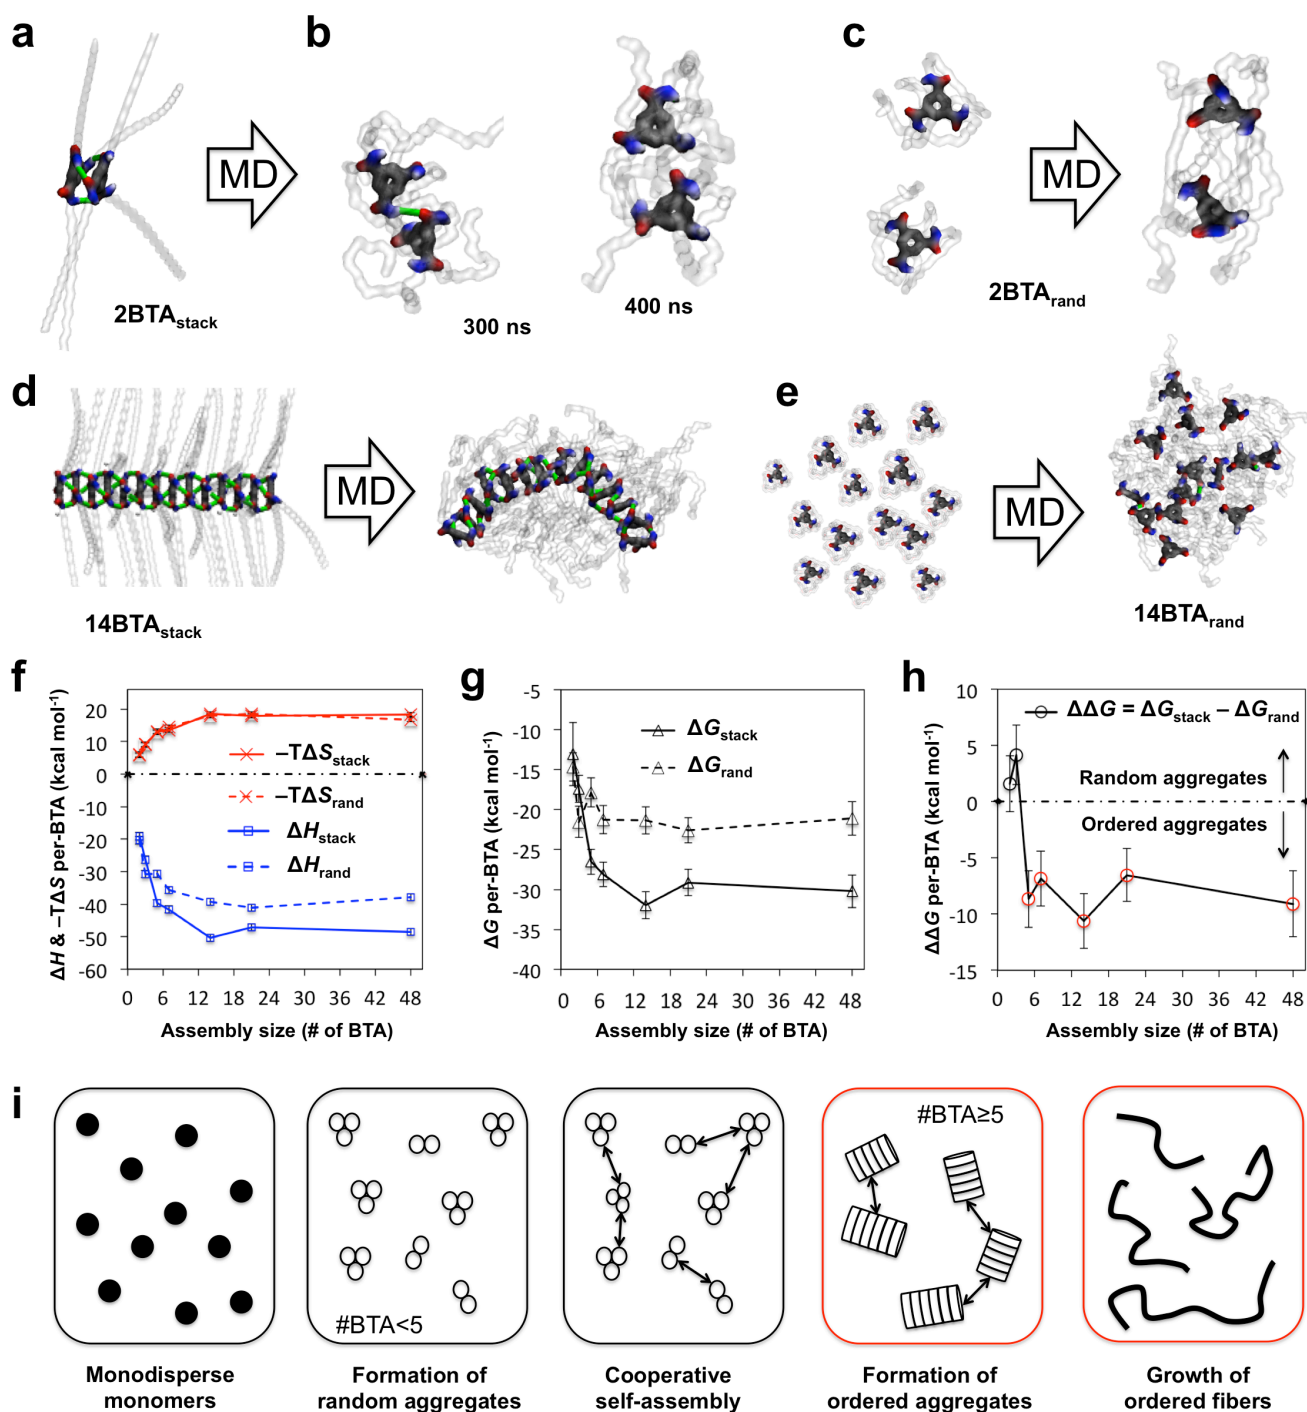 a
b
c
MD
MD
2BTAstack
300 ns
400 ns
2BTArand
d
e
MD
MD
14BTAstack
14BTArand
f
g
h
ΔH & –TΔS per-BTA (kcal mol-1)
20
10
0
-10
-20
-30
-40
-50
-60
–TΔSstack
–TΔSrand
ΔHstack
ΔHrand
0 6 12 18 24 30 36 42 48
Assembly size (# of BTA)
ΔG per-BTA (kcal mol-1)
-5
-10
-15
-20
-25
-30
-35
-40
ΔGstack
ΔGrand
0 6 12 18 24 30 36 42 48
Assembly size (# of BTA)
ΔΔG per-BTA (kcal mol-1)
10
5
0
-5
-10
-15
ΔΔG = ΔGstack – ΔGrand
Random aggregates
Ordered aggregates
0 6 12 18 24 30 36 42 48
Assembly size (# of BTA)
i
#BTA<5
#BTA≥5
Monodisperse
monomers
Formation of
random aggregates
Cooperative
self-assembly
Formation of
ordered aggregates
Growth of
ordered fibers